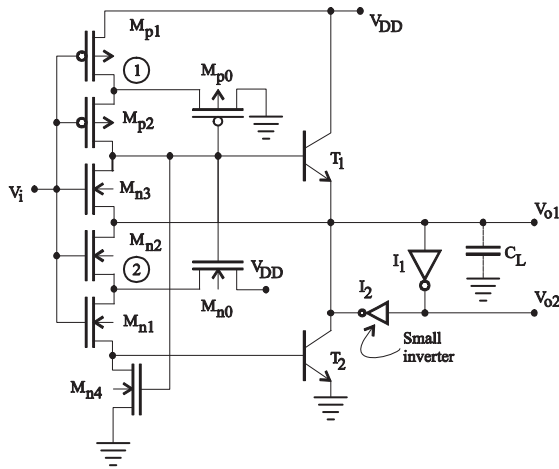 M_p1
V_DD
1
M_p0
M_p2
T_1
V_i
M_n3
V_o1
M_n2
2
V_DD
I_1
C_L
I_2
V_o2
M_n1
M_n0
Small
inverter
T_2
M_n4